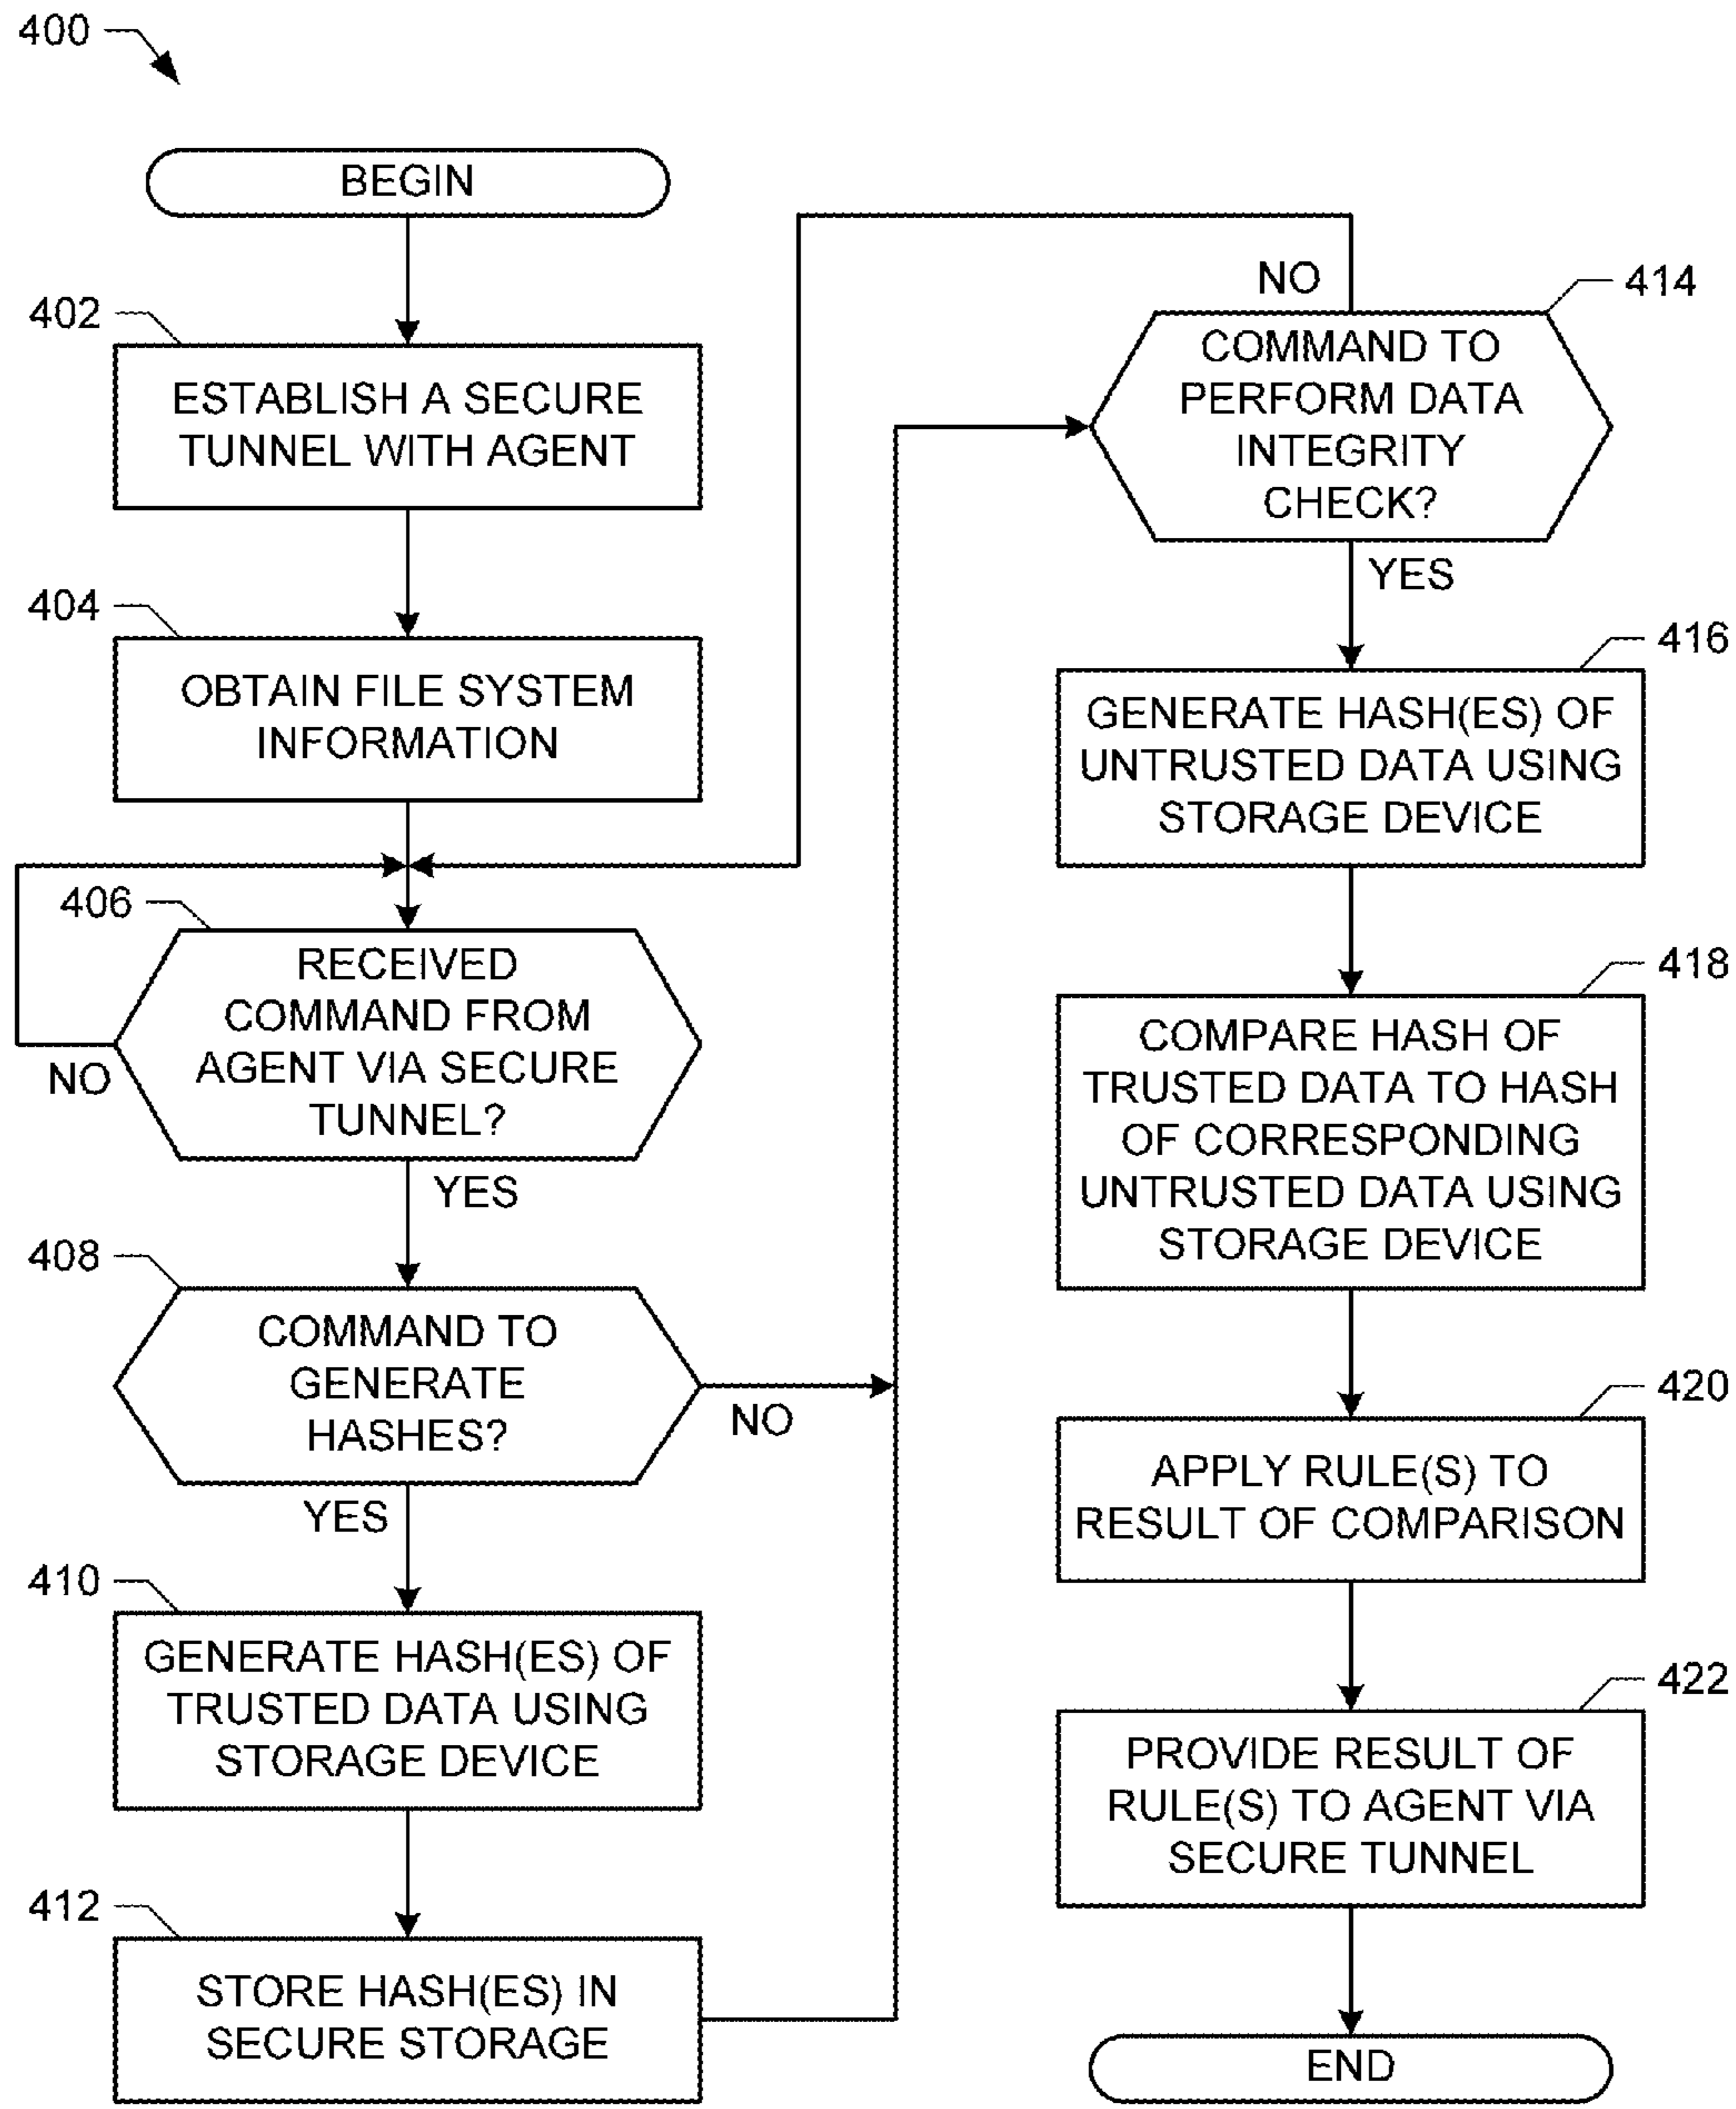 400
BEGIN
402
ESTABLISH A SECURE
TUNNEL WITH AGENT
404
OBTAIN FILE SYSTEM
INFORMATION
406
RECEIVED
COMMAND FROM
AGENT VIA SECURE
TUNNEL?
NO
YES
408
COMMAND TO
GENERATE
HASHES?
NO
YES
410
GENERATE HASH(ES) OF
TRUSTED DATA USING
STORAGE DEVICE
412
STORE HASH(ES) IN
SECURE STORAGE
NO
414
COMMAND TO
PERFORM DATA
INTEGRITY
CHECK?
YES
416
GENERATE HASH(ES) OF
UNTRUSTED DATA USING
STORAGE DEVICE
418
COMPARE HASH OF
TRUSTED DATA TO HASH
OF CORRESPONDING
UNTRUSTED DATA USING
STORAGE DEVICE
420
APPLY RULE(S) TO
RESULT OF COMPARISON
422
PROVIDE RESULT OF
RULE(S) TO AGENT VIA
SECURE TUNNEL
END